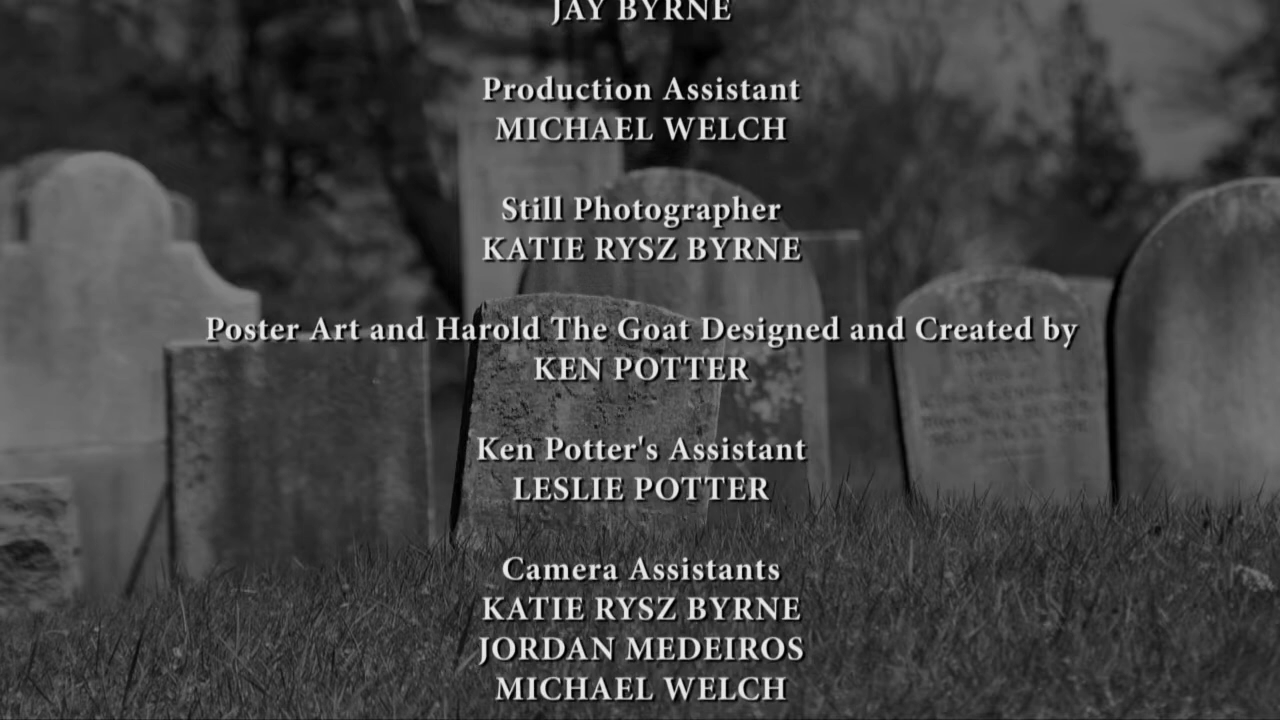 JAY BYRNE
Production Assistant
MICHAEL WELCH
Still Photographer
KATIE RYSZ BYRNE
Poster Art and Harold The Goat Designed and Created by
KEN POTTER
Ken Potter's Assistant
LESLIE POTTER
Camera Assistants
KATIE RYSZ BYRNE
JORDAN MEDEIROS
MICHAEL WELCH